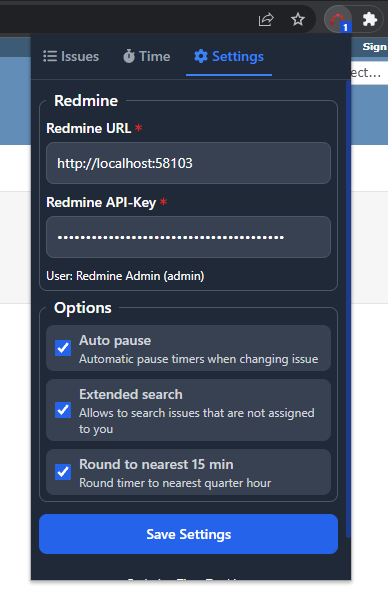 1
Sign
ect...
Issues
Time
Settings
Redmine
Redmine URL *
http://localhost:58103
Redmine API-Key *
••••••••••••••••••••••••••••••••••••••••
User: Redmine Admin (admin)
Options
Auto pause
Automatic pause timers when changing issue
Extended search
Allows to search issues that are not assigned
to you
Round to nearest 15 min
Round timer to nearest quarter hour
Save Settings